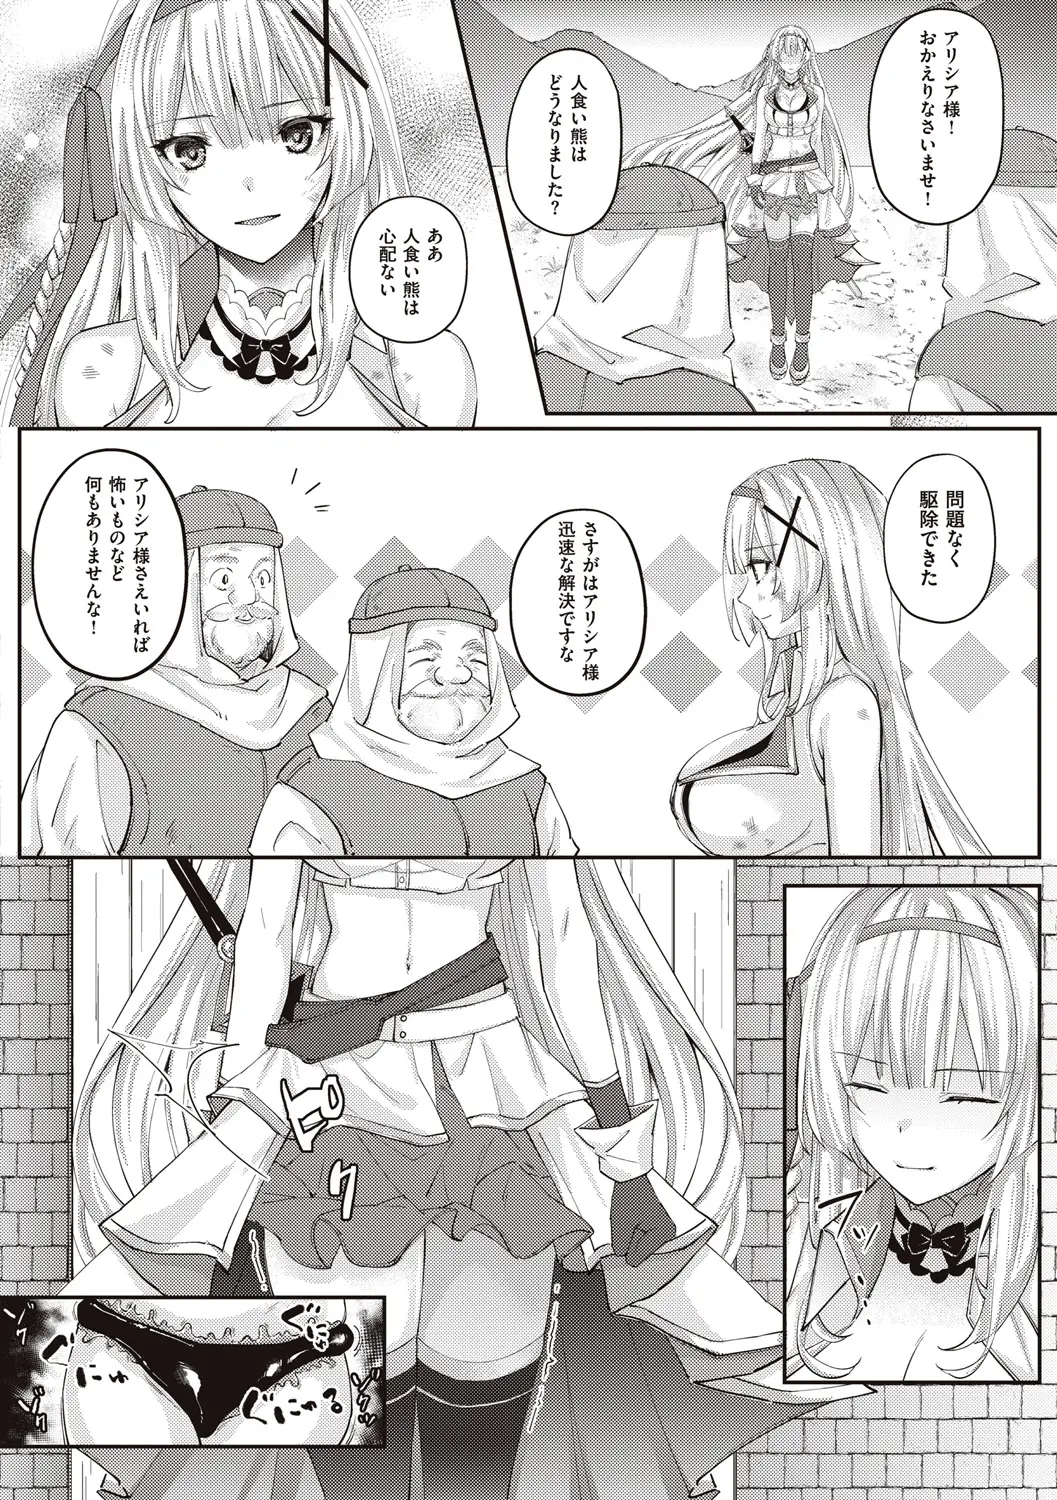 アリシア様！
おかえりなさいませ！
人食い熊は
どうなりました？
ああ
人食い熊は
心配ない
問題なく
駆除できた
さすがはアリシア様
迅速な解決ですな
アリシア様さえいれば
怖いものなど
何もありませんな！
ドロ
ク
ぐにゅ
ぐにゅ
ゾク
ゾク